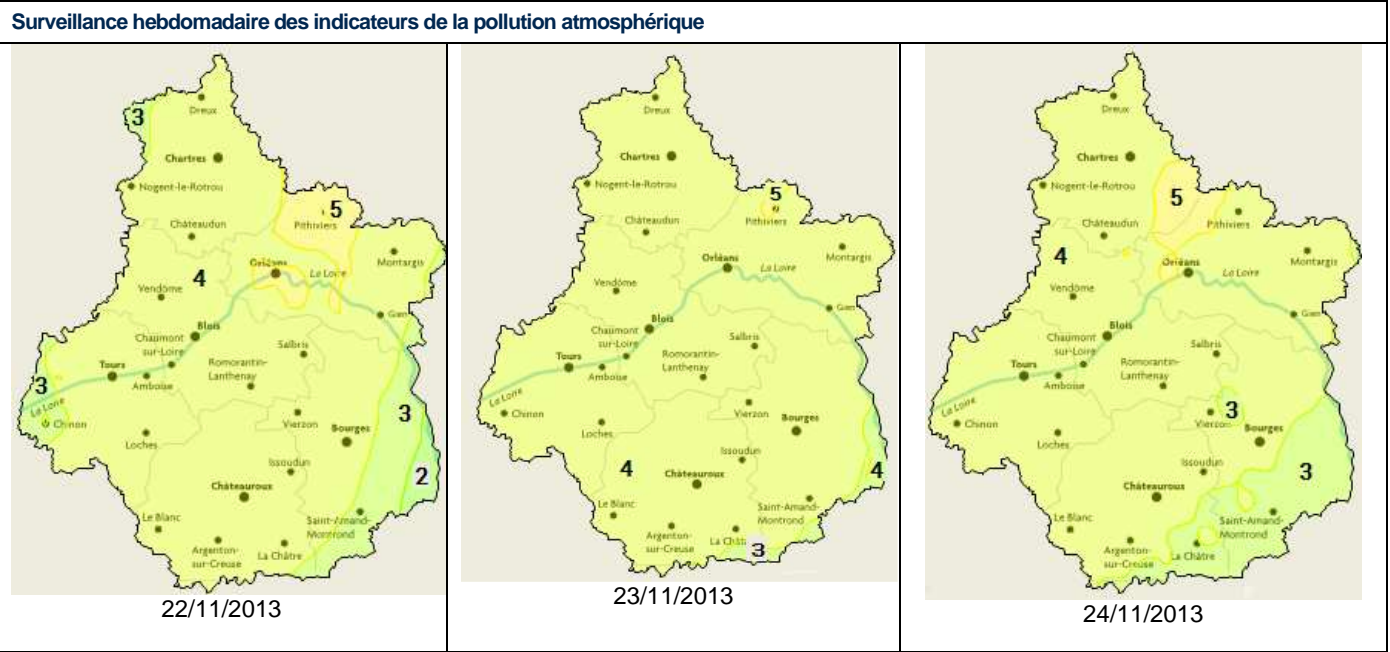 Surveillance hebdomadaire des indicateurs de la pollution atmosphérique
3
Dreux
Chartres
Nogent-le-Rotrou
5
Châteaudun
Pithiviers
4
Orléans
La Loire
Montargis
Vendôme
Gien
Blois
Chaumont
sur-Loire
Salbris
Tours
Romorantin-
Lanthenay
3
Amboise
La Loire
Chinon
3
Vierzon
Bourges
Loches
Issoudun
2
Châteauroux
Le Blanc
Saint-Amand-
Montrond
Argenton-
sur-Creuse
La Châtre
22/11/2013
Dreux
Chartres
Nogent-le-Rotrou
5
Châteaudun
Pithiviers
Montargis
Orléans
La Loire
Vendôme
Gien
Blois
Chaumont
sur-Loire
Salbris
Tours
Romorantin-
Lanthenay
Amboise
La Loire
Chinon
Vierzon
Bourges
Loches
Issoudun
4
4
Châteauroux
Le Blanc
Saint-Amand-
Montrond
Argenton-
sur-Creuse
La Chât
3
23/11/2013
Dreux
Chartres
Nogent-le-Rotrou
5
Châteaudun
Pithiviers
4
Orléans
La Loire
Montargis
Vendôme
Gien
Blois
Chaumont
sur-Loire
Salbris
Tours
Romorantin-
Lanthenay
Amboise
La Loire
3
Chinon
Vierzon
Bourges
Loches
Issoudun
3
Châteauroux
Le Blanc
Saint-Amand-
Montrond
Argenton-
sur-Creuse
La Châtre
24/11/2013